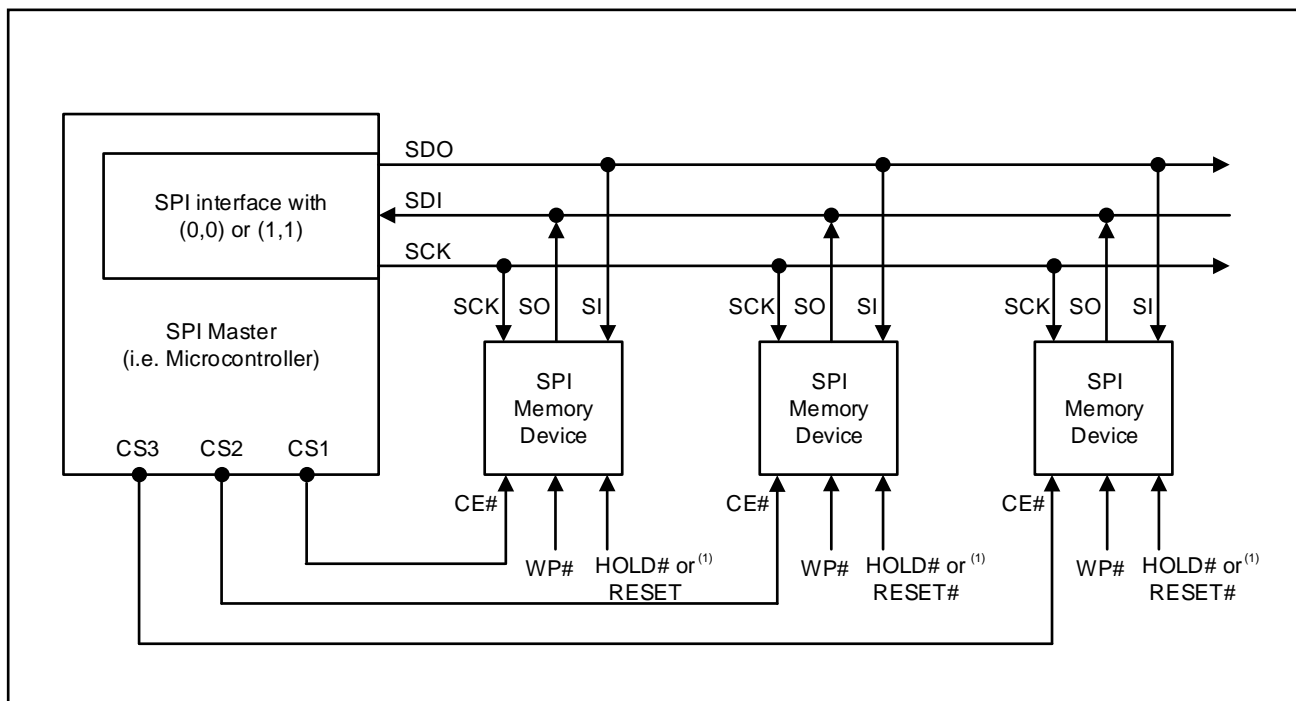 SDO
SDI
SCK
SPI interface with
(0,0) or (1,1)
SPI Master
(i.e. Microcontroller)
CS3
CS2
CS1
SCK
SO
SI
SPI
Memory
Device
CE#
WP#
HOLD# or (1)
RESET
SCK
SO
SI
SPI
Memory
Device
CE#
WP#
HOLD# or (1)
RESET#
SCK
SO
SI
SPI
Memory
Device
CE#
WP#
HOLD# or (1)
RESET#